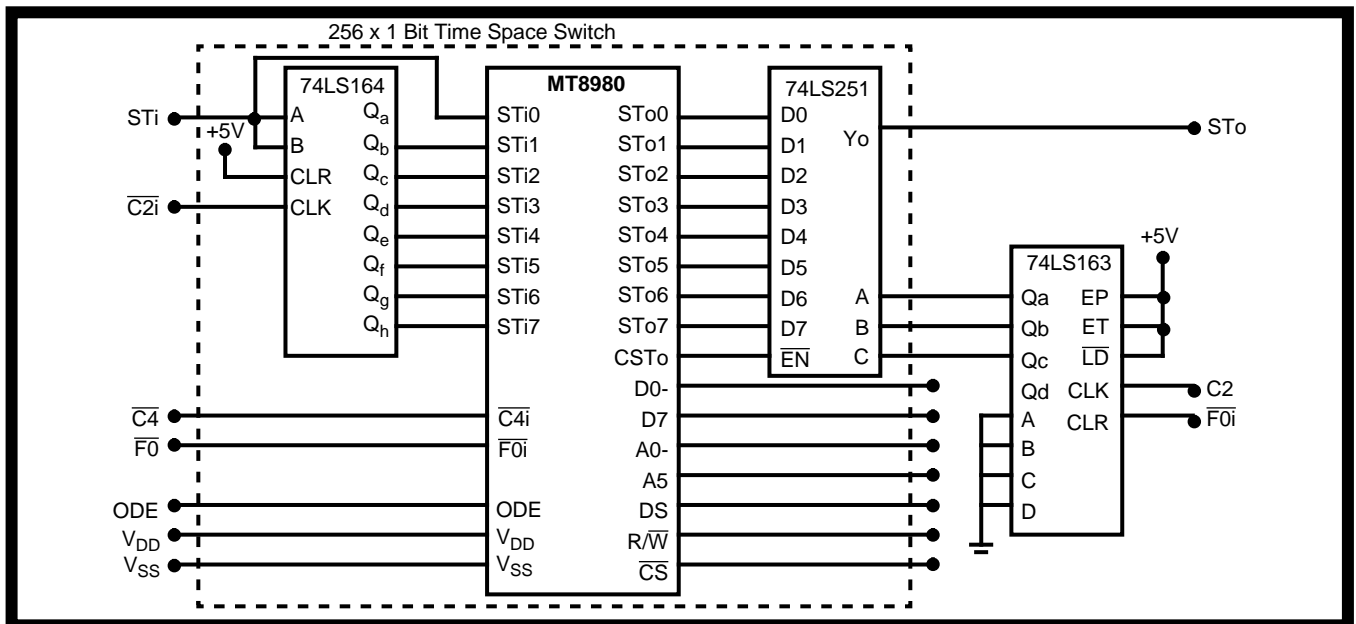 256 x 1 Bit Time Space Switch
STi
+5V
C2i
C4
F0
ODE
VDD
VSS
74LS164
A
B
CLR
CLK
Qa
Qb
Qc
Qd
Qe
Qf
Qg
Qh
MT8980
STi0
STi1
STi2
STi3
STi4
STi5
STi6
STi7
C4i
F0i
ODE
VDD
VSS
STo0
STo1
STo2
STo3
STo4
STo5
STo6
STo7
CSTo
D0-
D7
A0-
A5
DS
R/W
CS
74LS251
D0
D1
D2
D3
D4
D5
D6
D7
EN
Yo
A
B
C
STo
74LS163
Qa
Qb
Qc
Qd
A
B
C
D
EP
ET
LD
CLK
CLR
+5V
C2
F0i